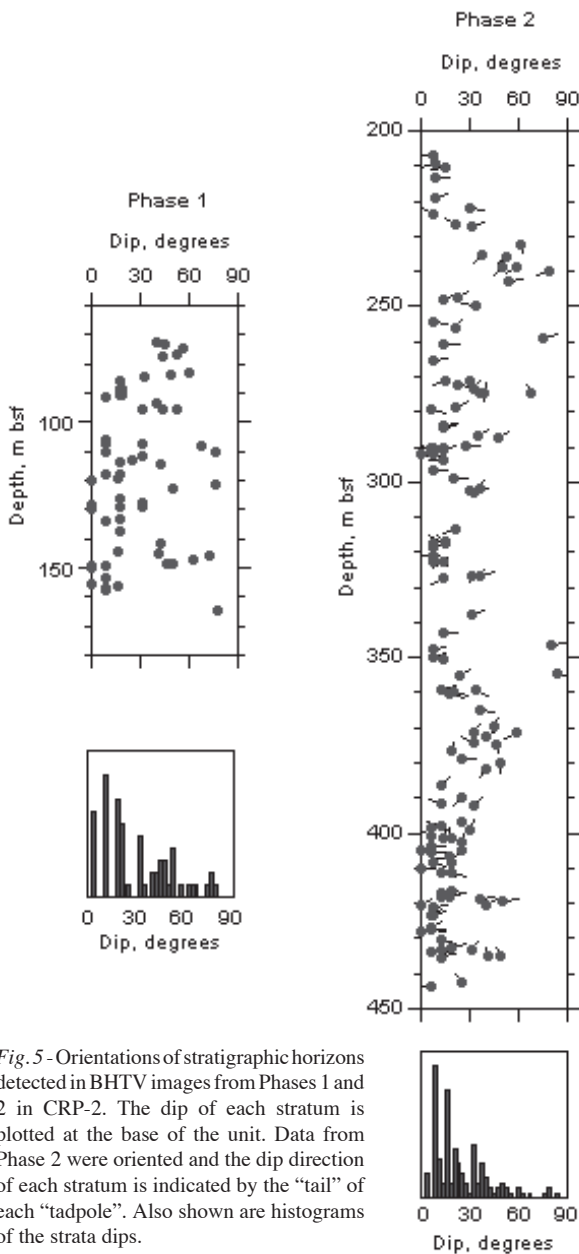 Phase 2
Dip, degrees
0 30 60 90
200
250
300
350
400
450
Depth, m bsf
0 30 60 90
Dip, degrees
Phase 1
Dip, degrees
0 30 60 90
100
150
Depth, m bsf
0 30 60 90
Dip, degrees
Fig. 5 - Orientations of stratigraphic horizons
detected in BHTV images from Phases 1 and
2 in CRP-2. The dip of each stratum is
plotted at the base of the unit. Data from
Phase 2 were oriented and the dip direction
of each stratum is indicated by the “tail” of
each “tadpole”. Also shown are histograms
of the strata dips.